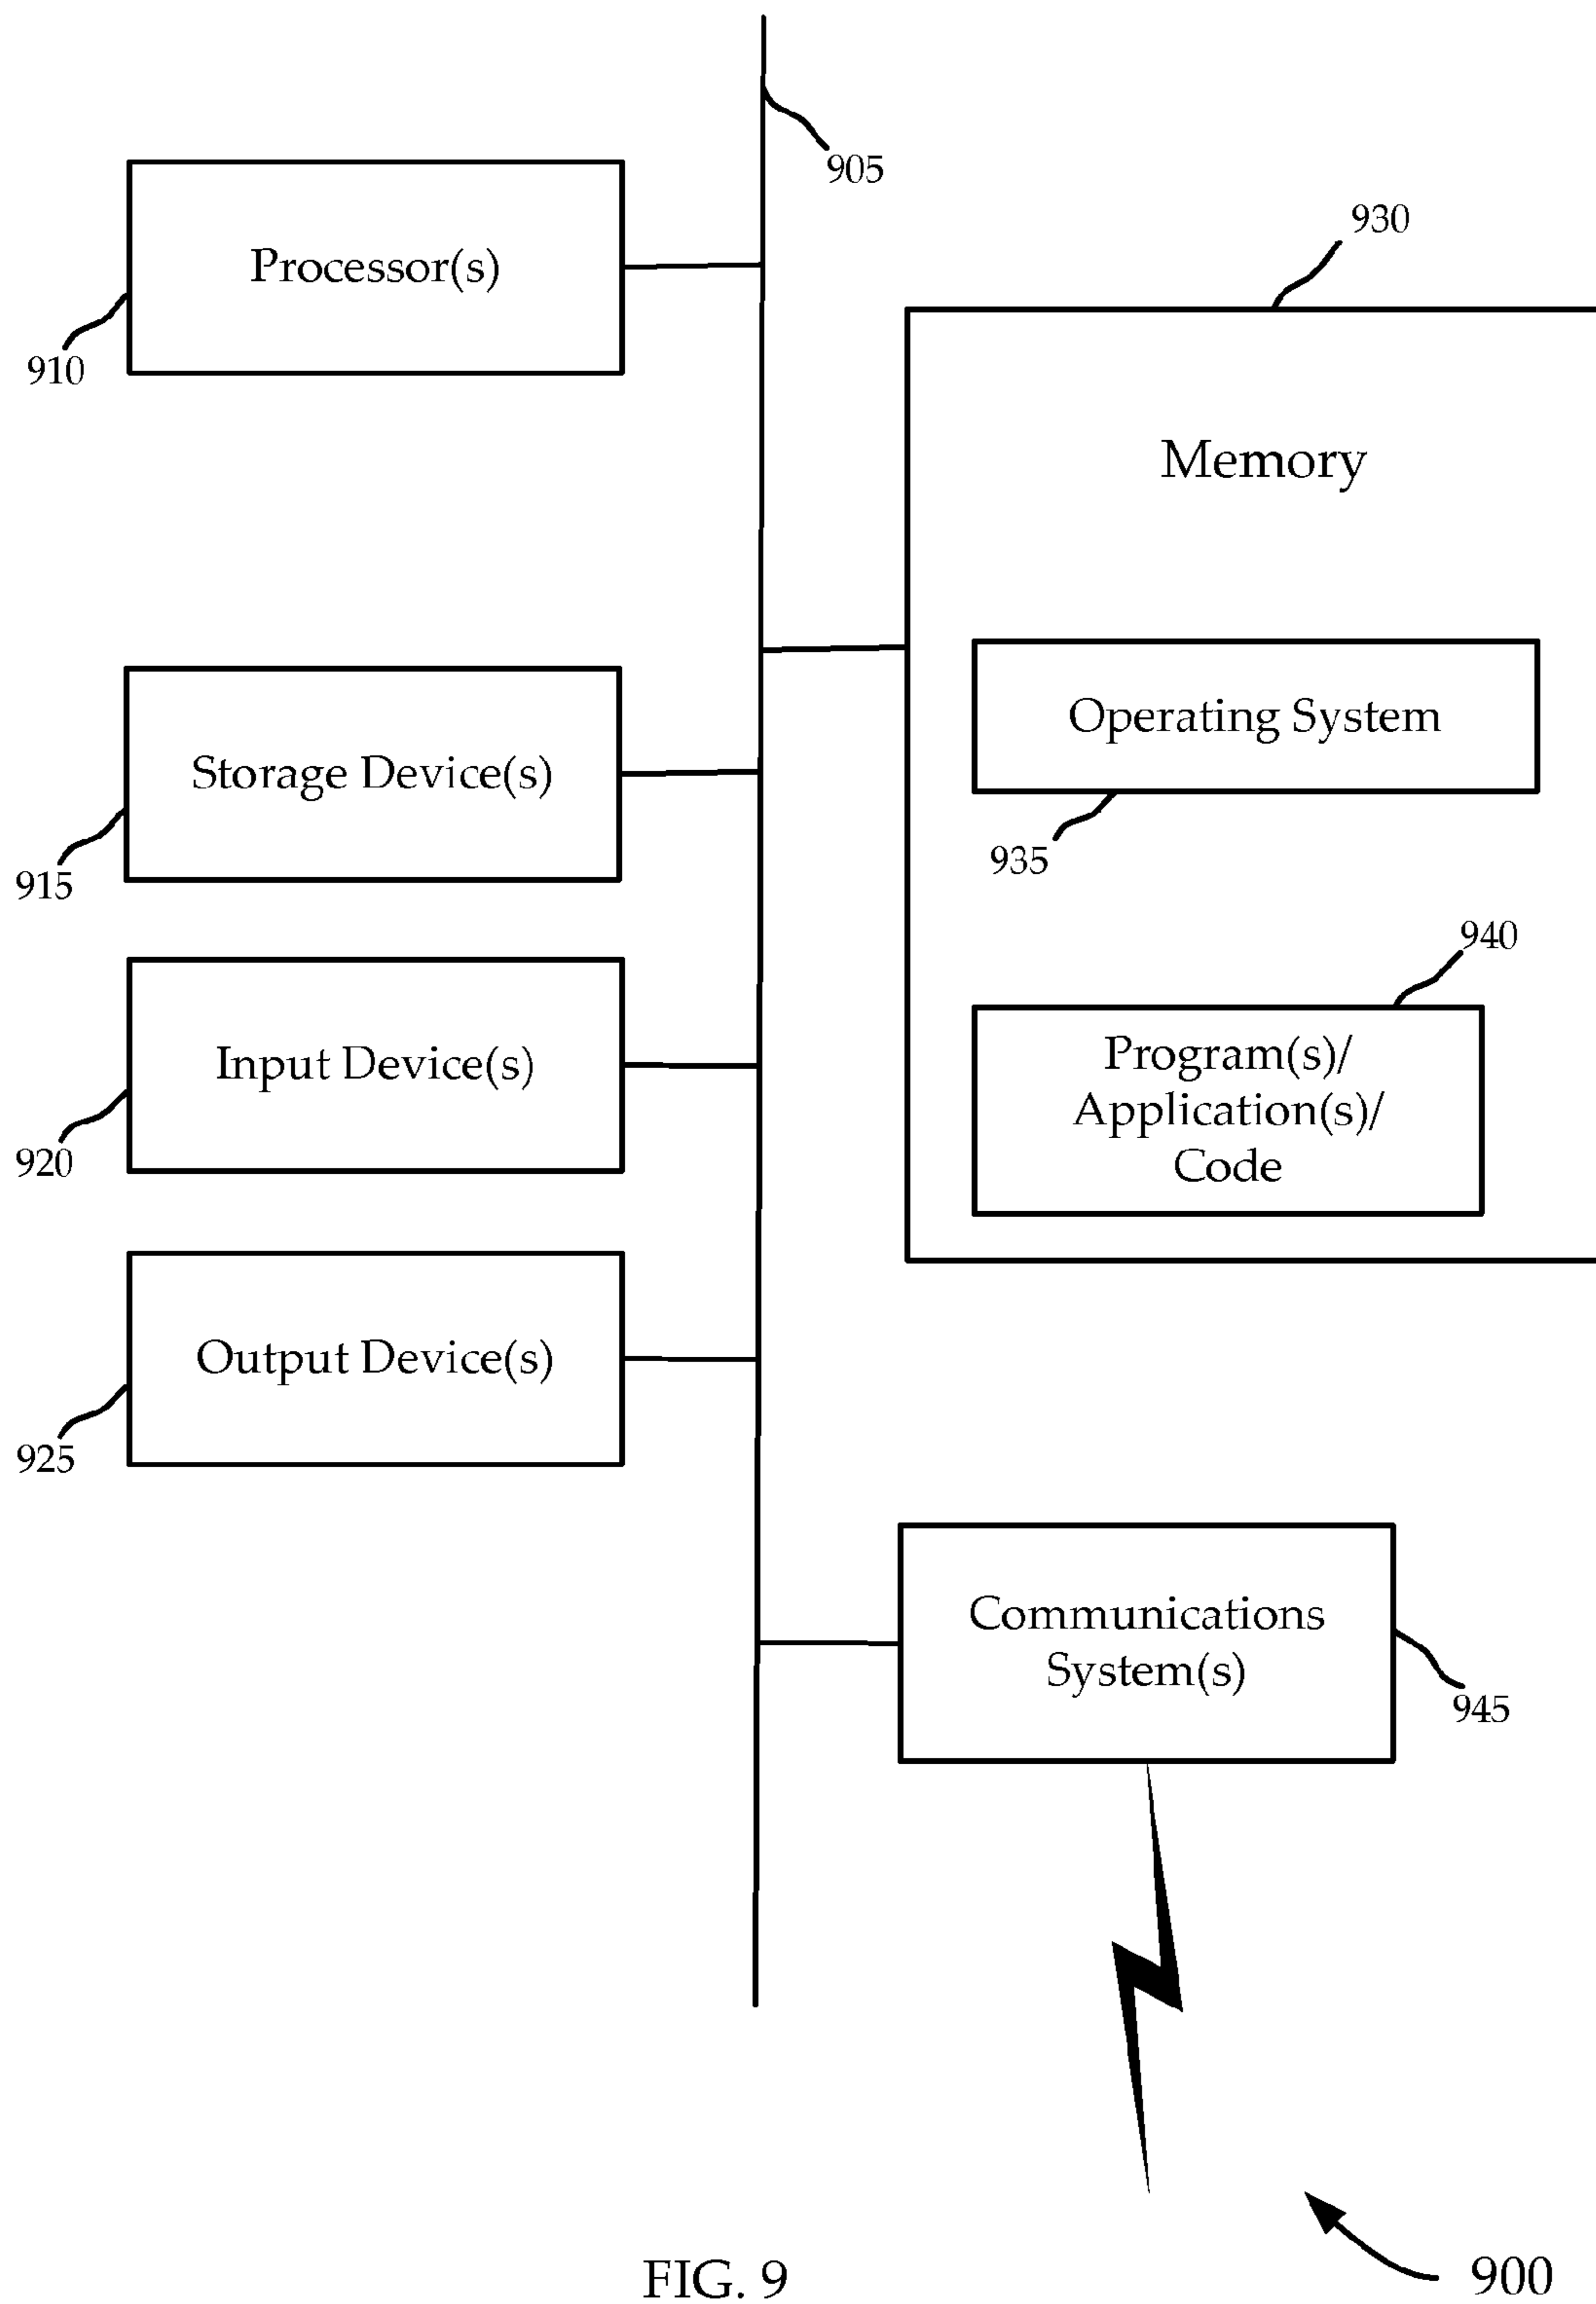 905
Processor(s)
910
930
Memory
Storage Device(s)
915
Operating System
935
Input Device(s)
920
940
Program(s)/
Application(s)/
Code
Output Device(s)
925
Communications
System(s)
945
FIG. 9
900